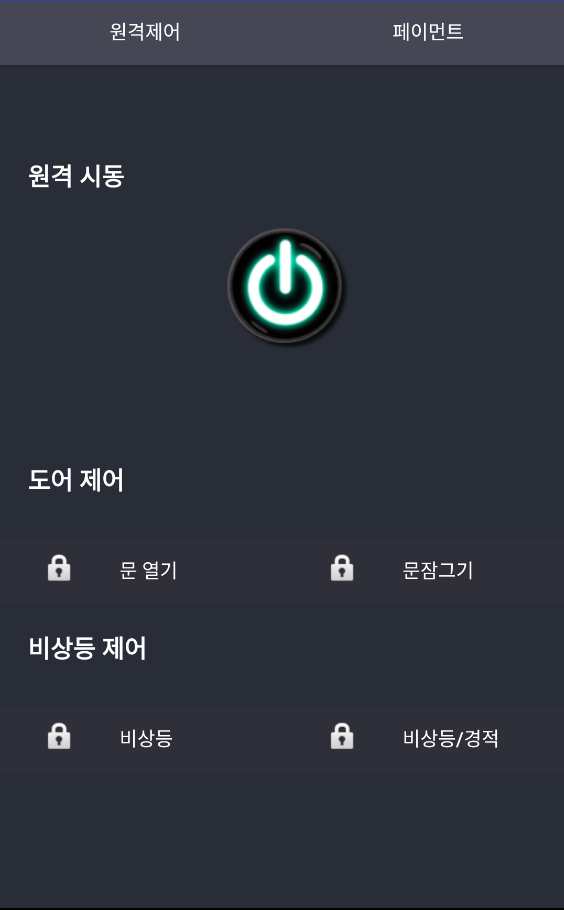 원격제어 페이먼트
원격 시동
도어 제어
문 열기 문잠그기
비상등 제어
비상등 비상등/경적